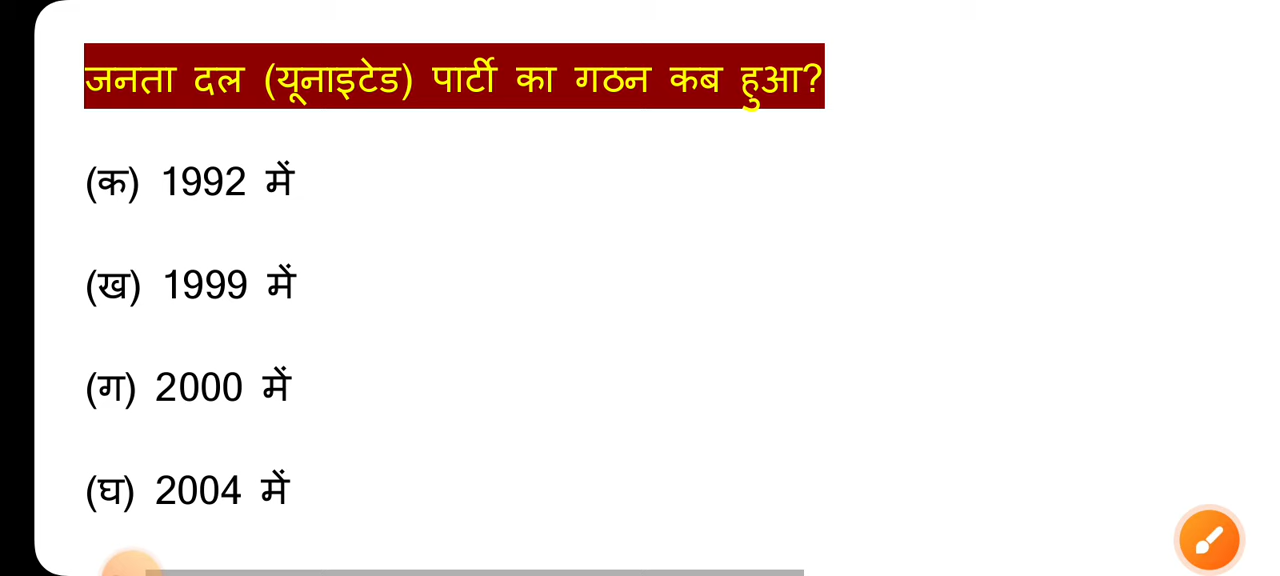 जनता दल (यूनाइटेड) पार्टी का गठन कब हुआ?
(क) 1992 में
(ख) 1999 में
(ग) 2000 में
(घ) 2004 में